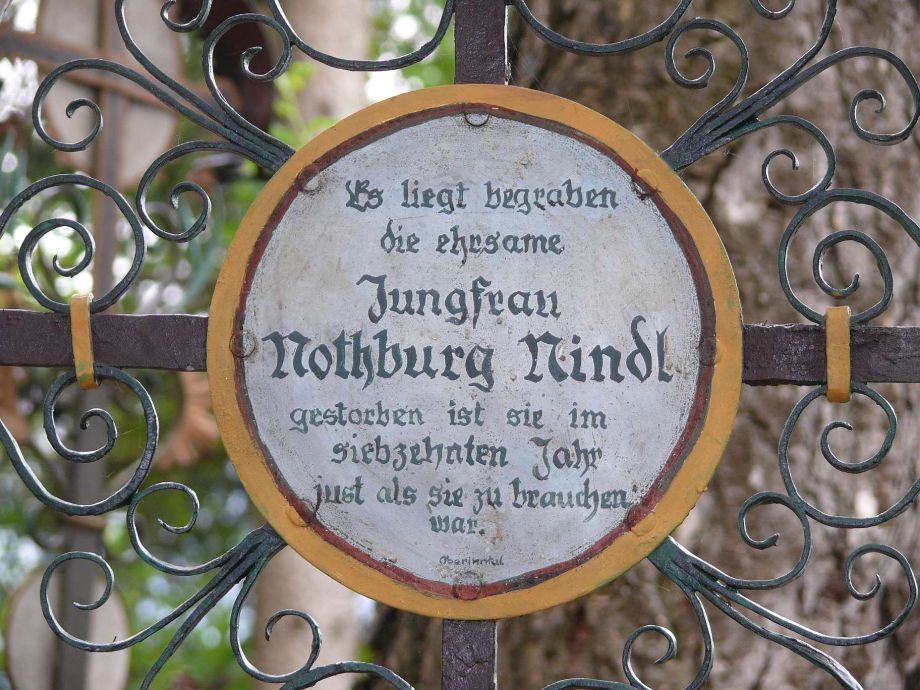 Es liegt begraben
die ehrsame
Jungfrau
Nothburg Nindl
gestorben ist sie im
siebzehnten Jahr
just als sie zu brauchen
war.
Oberinntal